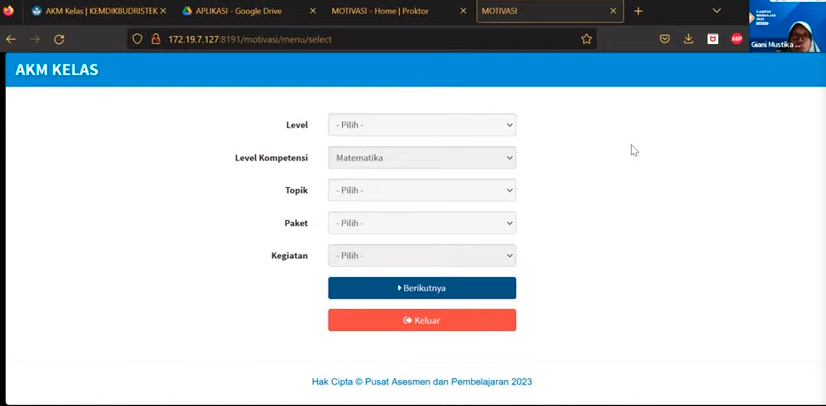 AKM Kelas | KEMDIKBUDRISTEK
APLIKASI - Google Drive
MOTIVASI - Home | Proktor
MOTIVASI
172.19.7.127:8191/motivasi/menu/select
ABP
Giani Mustika
AKM KELAS
Level
- Pilih -
Level Kompetensi
Matematika
Topik
- Pilih -
Paket
- Pilih -
Kegiatan
- Pilih -
Berikutnya
Keluar
Hak Cipta © Pusat Asesmen dan Pembelajaran 2023